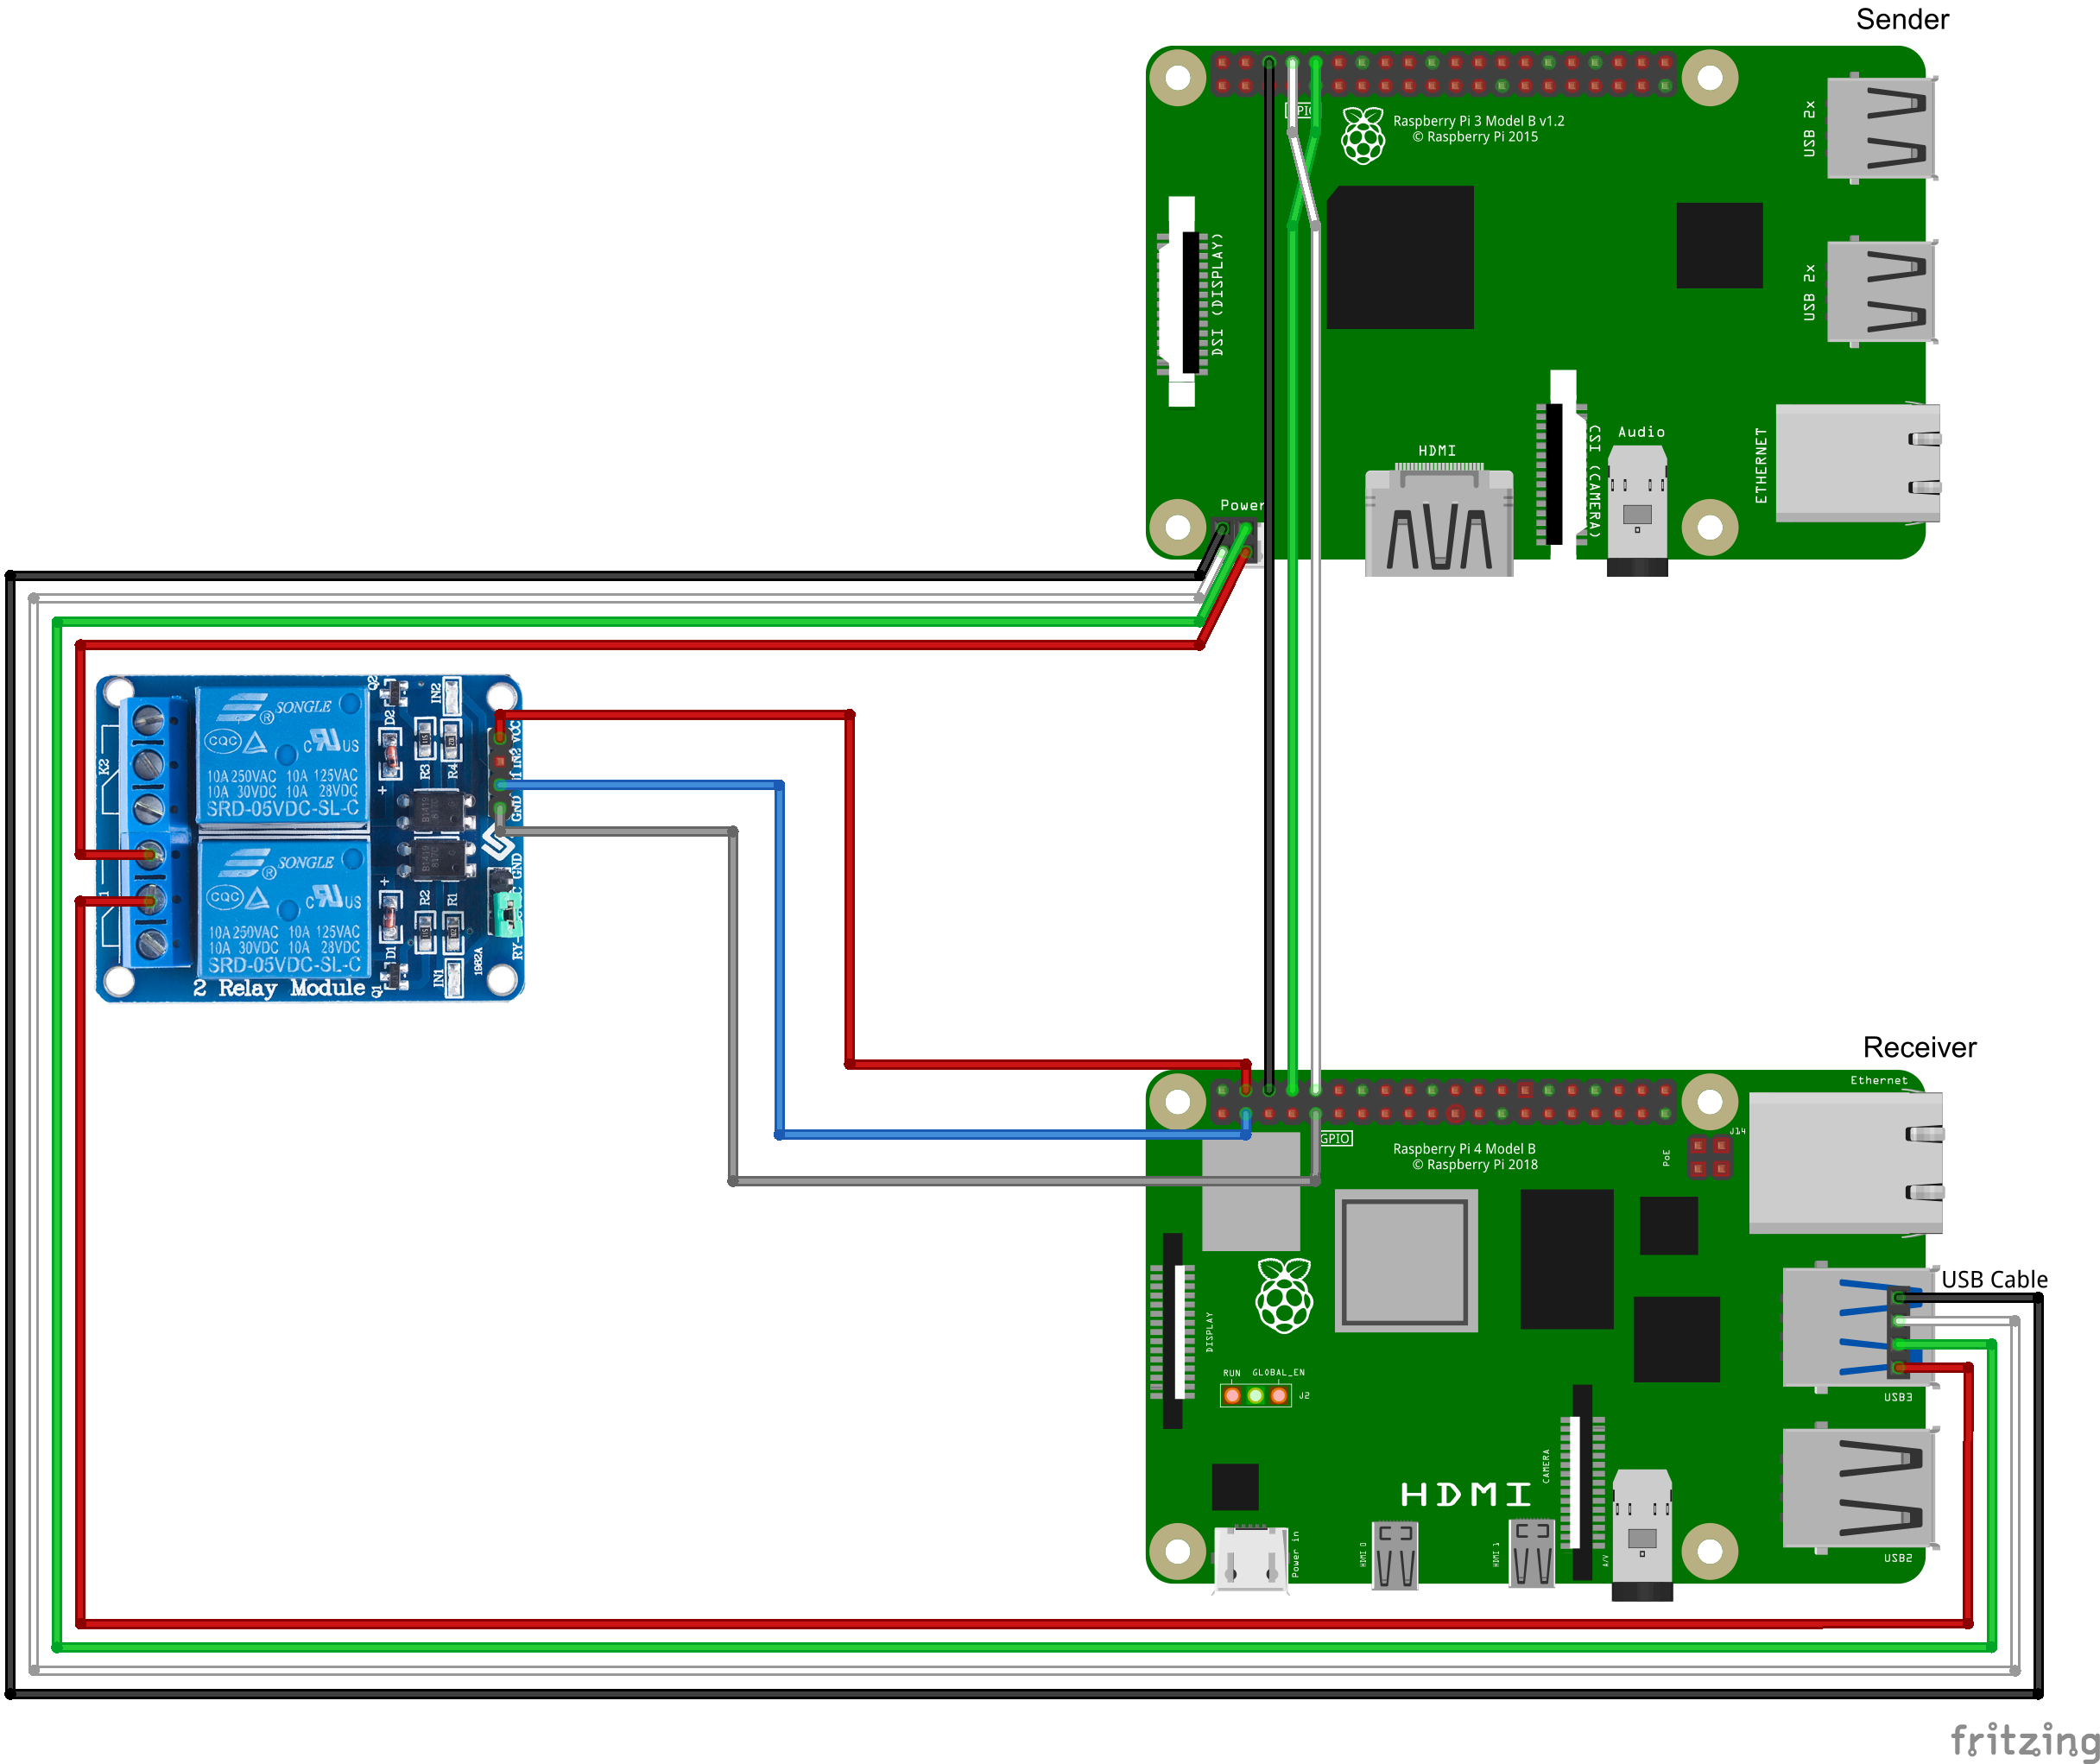 Sender
GPIO
Raspberry Pi 3 Model B v1.2
© Raspberry Pi 2015
USB 2x
USB 2x
DSI (DISPLAY)
CSI (CAMERA)
Audio
HDMI
ETHERNET
Power
K2
SONGLE
®
CQC
C US
10A 250VAC 10A 125VAC
10A 30VDC 10A 28VDC
SRD-05VDC-SL-C
Q2
D2
IN2
R3
R4
+
VCC
IN2
GND
SONGLE
®
CQC
C US
10A 250VAC 10A 125VAC
10A 30VDC 10A 28VDC
SRD-05VDC-SL-C
2 Relay Module
+
R2
R1
D1
Q1
IN1
1982A
GND
RY-
Receiver
Ethernet
GPIO
Raspberry Pi 4 Model B
© Raspberry Pi 2018
PoE
J14
USB Cable
DISPLAY
RUN GLOBAL_EN
J2
USB3
CAMERA
HDMI
Power in
HDMI 0
HDMI 1
A/V
USB2
fritzing